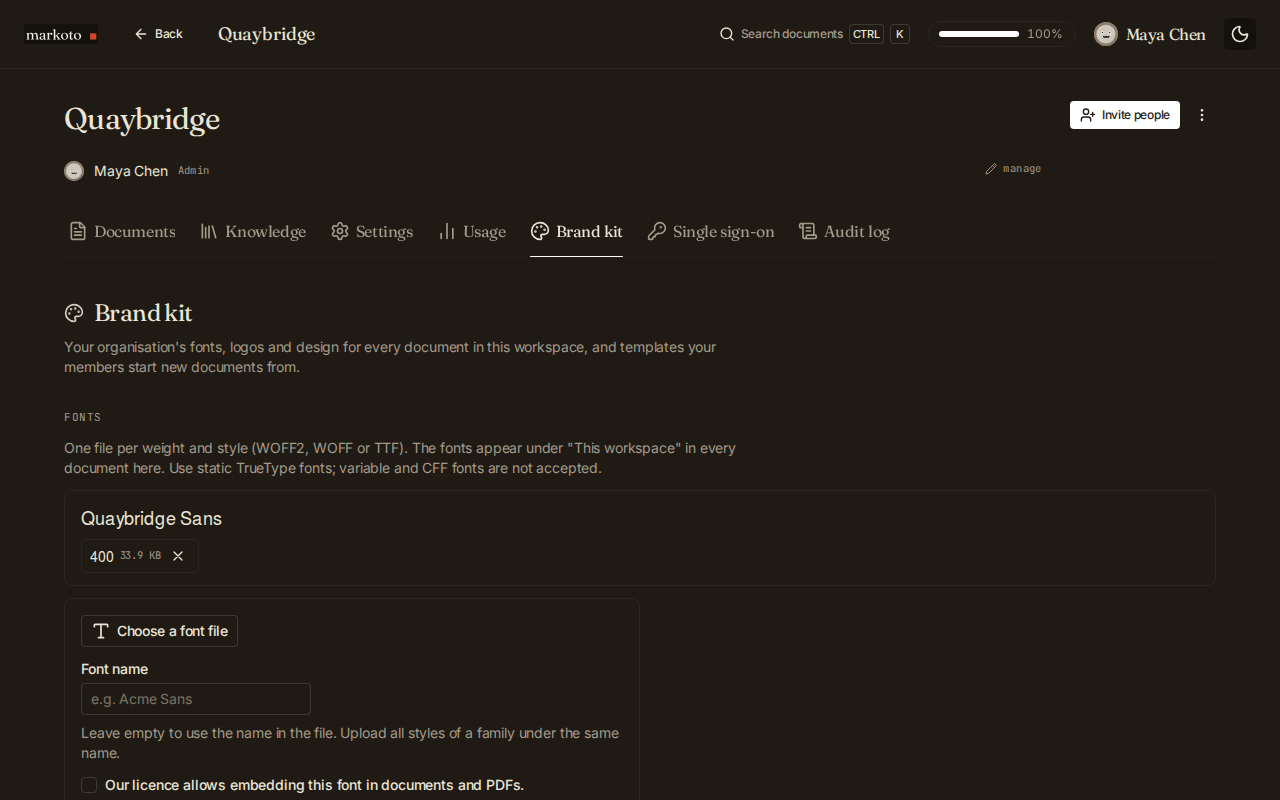 markoto
Back
Quaybridge
Search documents CTRL K
100%
Maya Chen
Quaybridge
Invite people
Maya Chen Admin
manage
Documents
Knowledge
Settings
Usage
Brand kit
Single sign-on
Audit log
Brand kit
Your organisation's fonts, logos and design for every document in this workspace, and templates your
members start new documents from.
FONTS
One file per weight and style (WOFF2, WOFF or TTF). The fonts appear under "This workspace" in every
document here. Use static TrueType fonts; variable and CFF fonts are not accepted.
Quaybridge Sans
400 33.9 KB
Choose a font file
Font name
e.g. Acme Sans
Leave empty to use the name in the file. Upload all styles of a family under the same
name.
Our licence allows embedding this font in documents and PDFs.